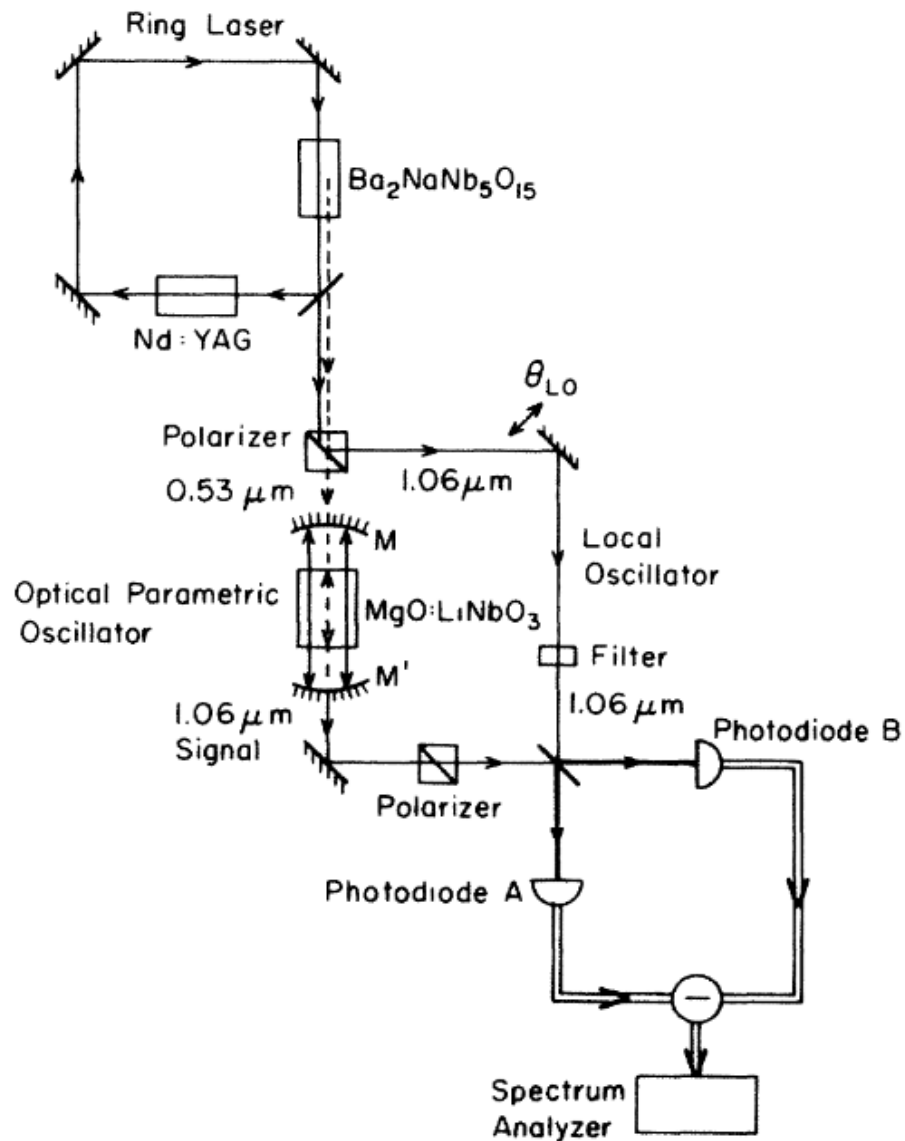 Ring Laser
Ba₂NaNb₅O₁₅
Nd:YAG
θLO
Polarizer
1.06 μm
0.53 μm
M
Local
Oscillator
Optical Parametric
Oscillator
MgO:LiNbO₃
Filter
M'
1.06 μm
1.06 μm
Signal
Photodiode B
Polarizer
Photodiode A
−
Spectrum
Analyzer